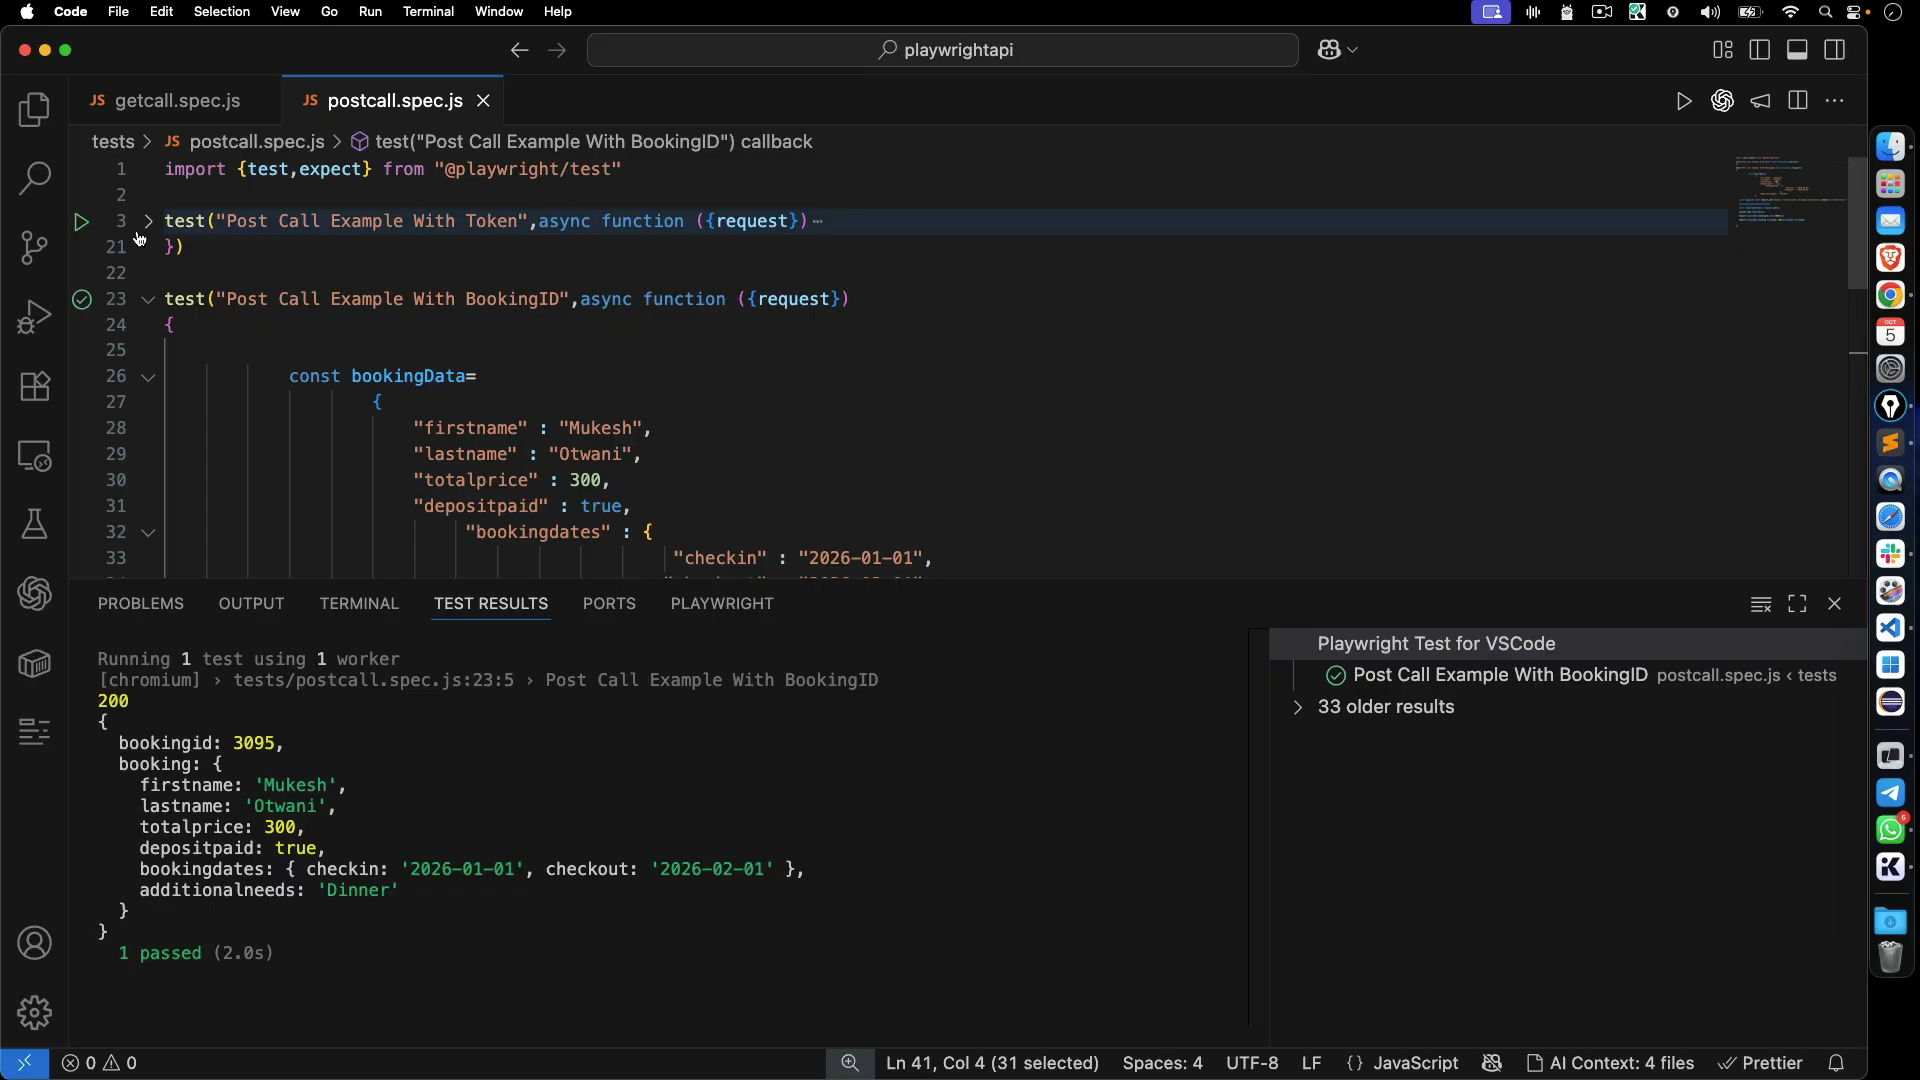 Code File Edit Selection View Go Run Terminal Window Help
playwrightapi
JS getcall.spec.js
JS postcall.spec.js
tests > JS postcall.spec.js > test("Post Call Example With BookingID") callback
1 import {test,expect} from "@playwright/test"
2
3 test("Post Call Example With Token",async function ({request})
21 })
22
23 test("Post Call Example With BookingID",async function ({request})
24 {
25
26 const bookingData=
27 {
28 "firstname" : "Mukesh",
29 "lastname" : "Otwani",
30 "totalprice" : 300,
31 "depositpaid" : true,
32 "bookingdates" : {
33 "checkin" : "2026-01-01",
PROBLEMS OUTPUT TERMINAL TEST RESULTS PORTS PLAYWRIGHT
Running 1 test using 1 worker
[chromium] › tests/postcall.spec.js:23:5 › Post Call Example With BookingID
200
{
bookingid: 3095,
booking: {
firstname: 'Mukesh',
lastname: 'Otwani',
totalprice: 300,
depositpaid: true,
bookingdates: { checkin: '2026-01-01', checkout: '2026-02-01' },
additionalneeds: 'Dinner'
}
}
1 passed (2.0s)
Playwright Test for VSCode
Post Call Example With BookingID postcall.spec.js ‹ tests
33 older results
OCT
5
6
0 0
Ln 41, Col 4 (31 selected)
Spaces: 4
UTF-8
LF
{} JavaScript
AI Context: 4 files
Prettier